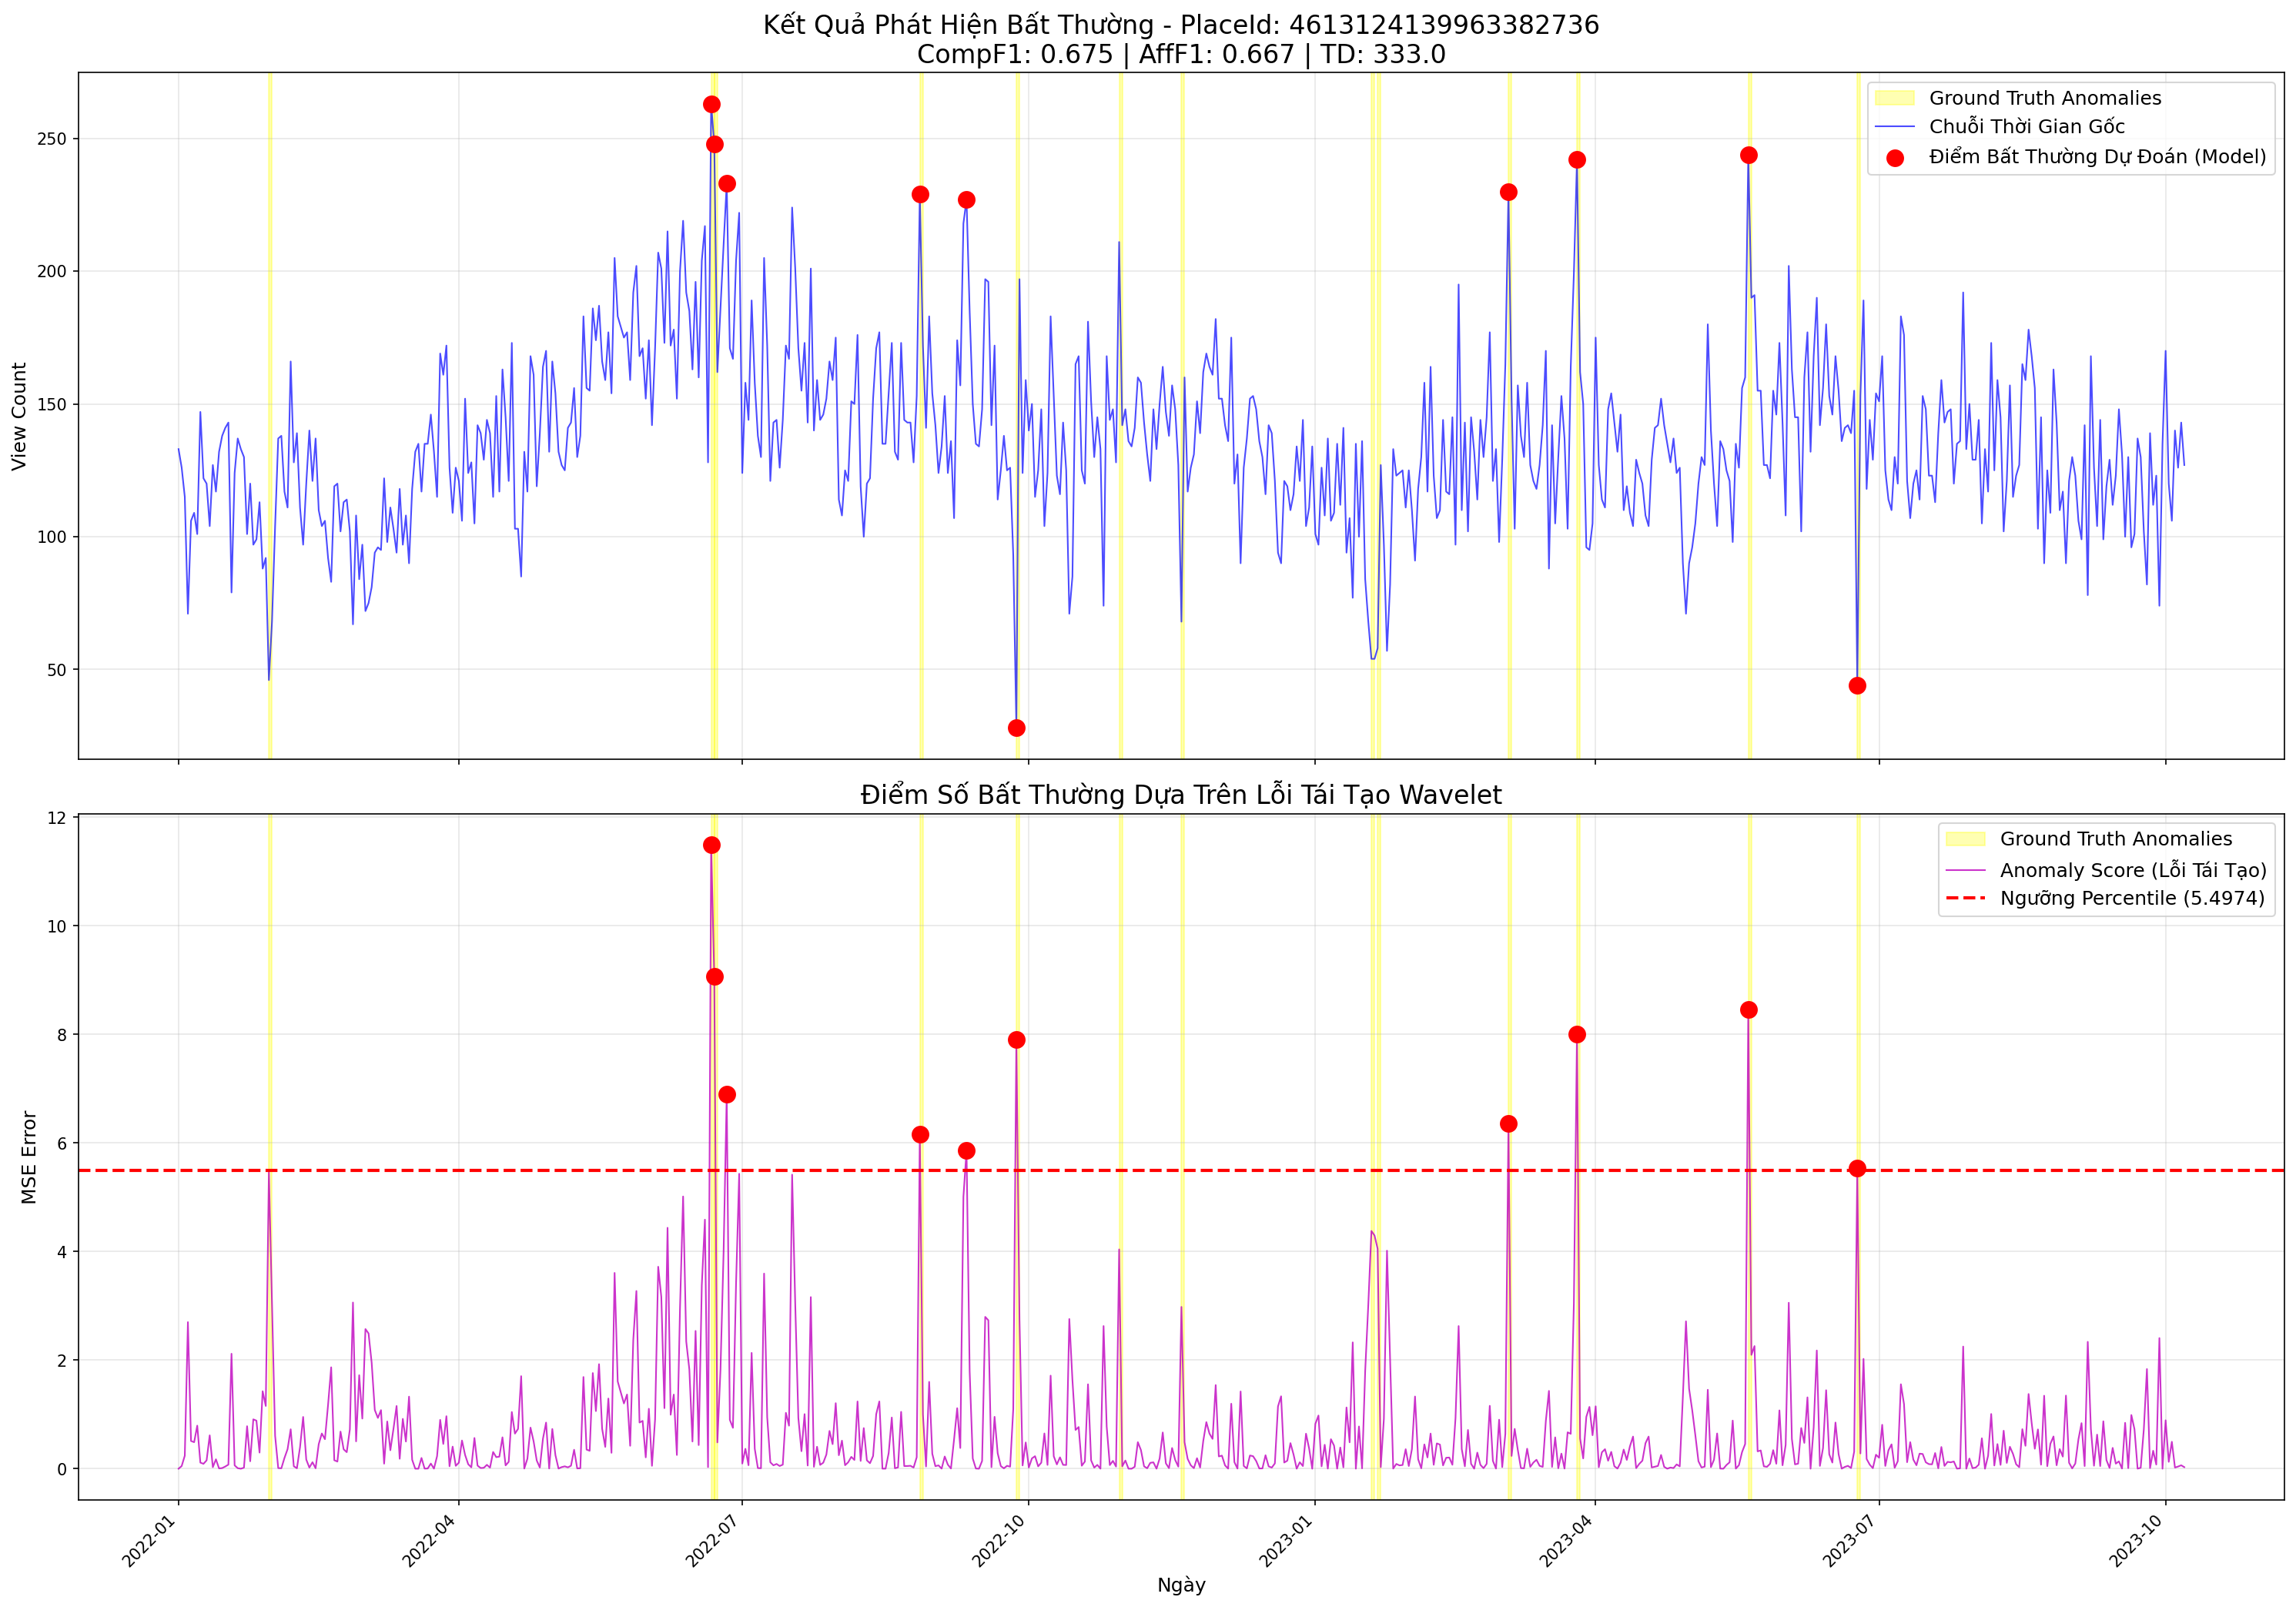 Kết Quả Phát Hiện Bất Thường - PlaceId: 4613124139963382736
CompF1: 0.675 | AffF1: 0.667 | TD: 333.0
Ground Truth Anomalies
Chuỗi Thời Gian Gốc
Điểm Bất Thường Dự Đoán (Model)
View Count
250
200
150
100
50
Điểm Số Bất Thường Dựa Trên Lỗi Tái Tạo Wavelet
Ground Truth Anomalies
Anomaly Score (Lỗi Tái Tạo)
Ngưỡng Percentile (5.4974)
MSE Error
12
10
8
6
4
2
0
2022-01
2022-04
2022-07
2022-10
2023-01
2023-04
2023-07
2023-10
Ngày